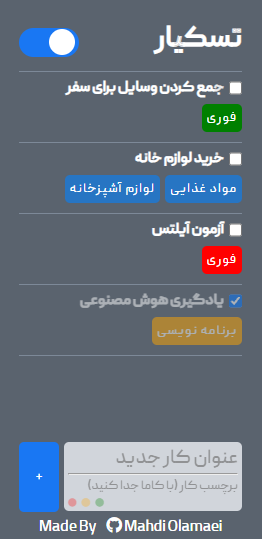 تسکیار
جمع کردن وسایل برای سفر
فوری
خرید لوازم خانه
مواد غذایی لوازم آشپزخانه
آزمون آیلتس
فوری
یادگیری هوش مصنوعی
برنامه نویسی
عنوان کار جدید
برچسب کار (با کاما جدا کنید)
+
Made By Mahdi Olamaei